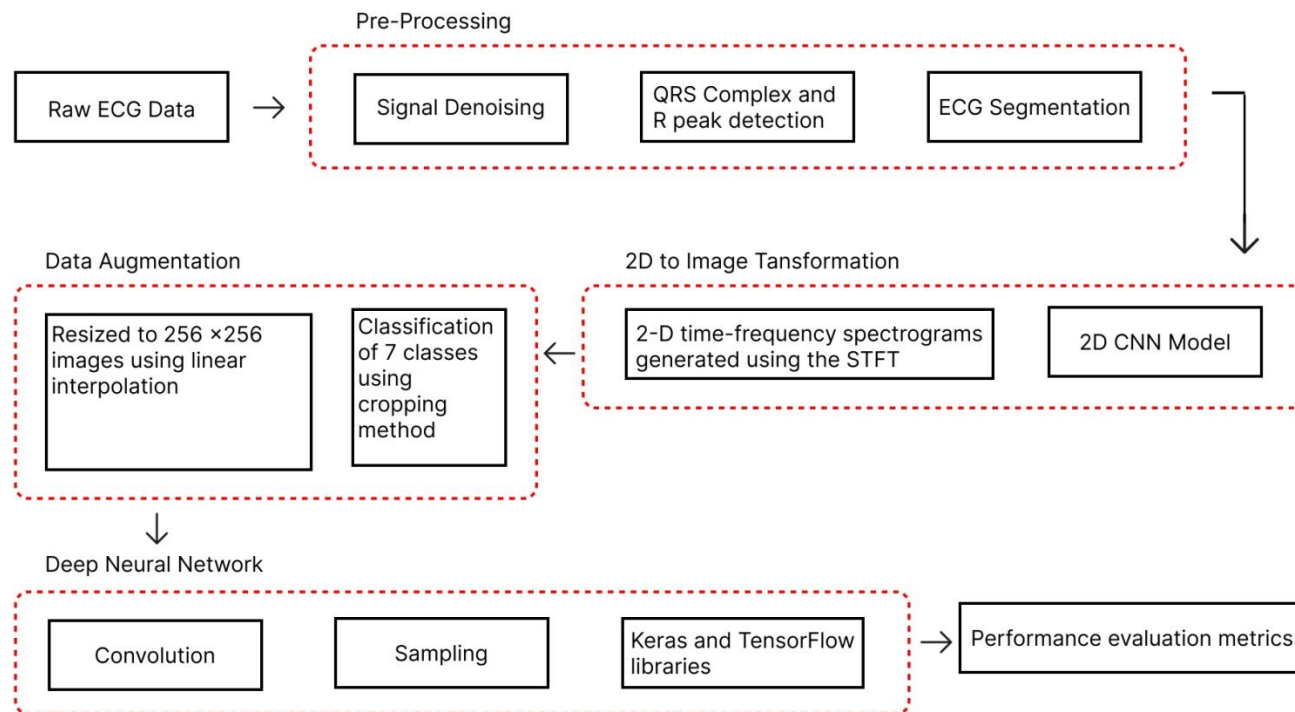 Pre-Processing
Raw ECG Data
Signal Denoising
QRS Complex and
R peak detection
ECG Segmentation
Data Augmentation
2D to Image Tansformation
Resized to 256 ×256
images using linear
interpolation
Classification
of 7 classes
using
cropping
method
2-D time-frequency spectrograms
generated using the STFT
2D CNN Model
Deep Neural Network
Convolution
Sampling
Keras and TensorFlow
libraries
Performance evaluation metrics